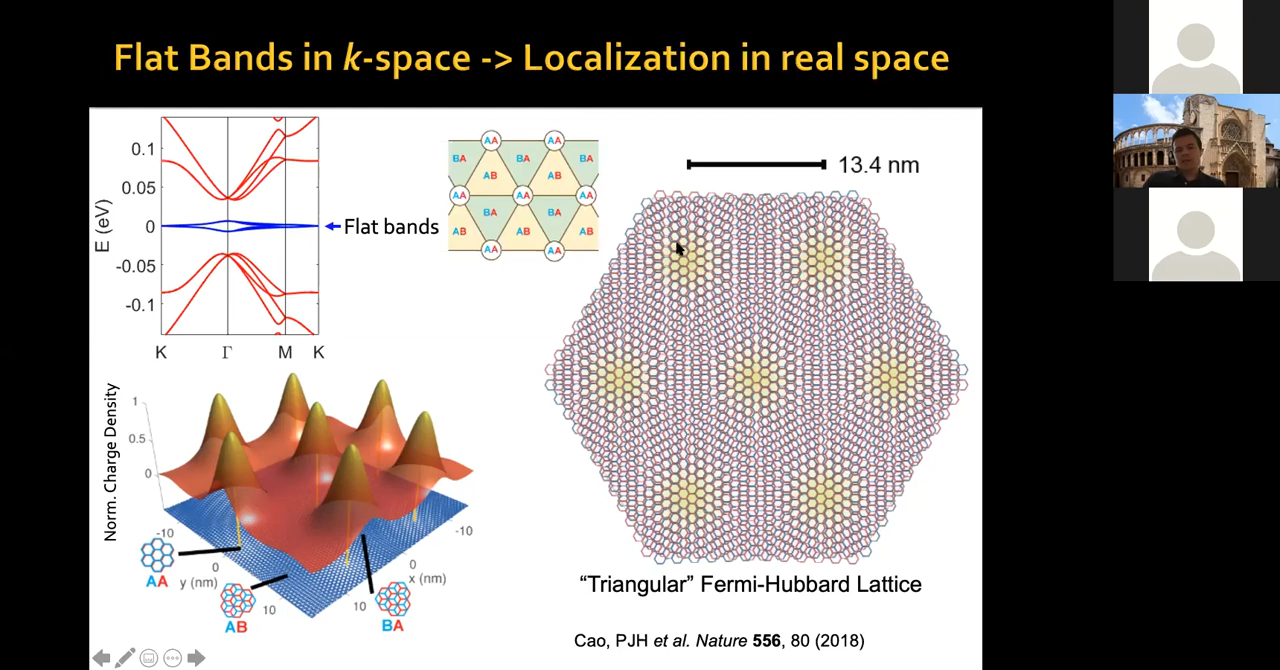 Flat Bands in k-space -> Localization in real space
0.1
0.05
0
-0.05
-0.1
E (eV)
K Γ M K
Flat bands
AA AA
BA BA BA
AB AB
AA AA AA
BA BA
AB AB AB
AA AA
13.4 nm
Norm. Charge Density
1
0.5
0
-10
0
10
y (nm)
-10
0
10
x (nm)
AA
AB
BA
“Triangular” Fermi-Hubbard Lattice
Cao, PJH et al. Nature 556, 80 (2018)